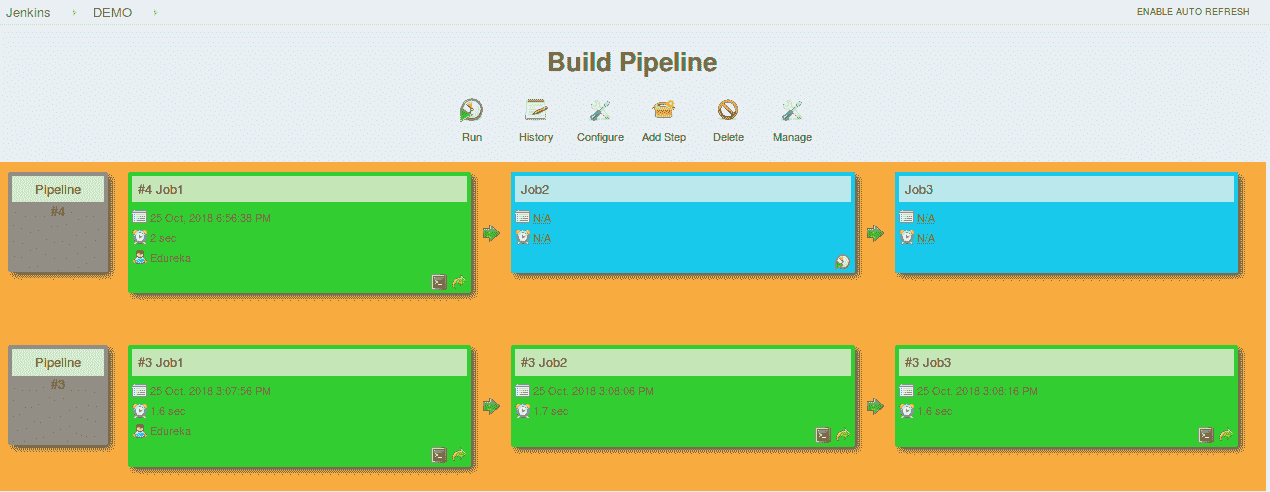 Jenkins DEMO ENABLE AUTO REFRESH
Build Pipeline
Run History Configure Add Step Delete Manage
Pipeline
#4
#4 Job1
25 Oct, 2018 6:56:38 PM
2 sec
Edureka
Job2
N/A
N/A
Job3
N/A
N/A
Pipeline
#3
#3 Job1
25 Oct, 2018 3:07:56 PM
1.6 sec
Edureka
#3 Job2
25 Oct, 2018 3:08:06 PM
1.7 sec
#3 Job3
25 Oct, 2018 3:08:16 PM
1.6 sec